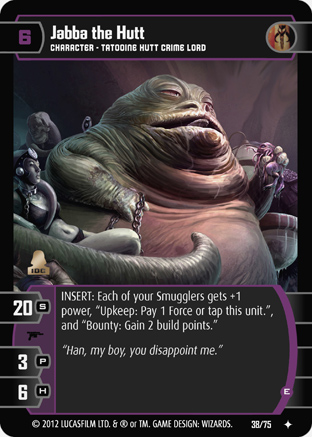 6
Jabba the Hutt
CHARACTER - TATOOINE HUTT CRIME LORD
IDC
20 S
INSERT: Each of your Smugglers gets +1
power, “Upkeep: Pay 1 Force or tap this unit.”,
and “Bounty: Gain 2 build points.”
3 P
“Han, my boy, you disappoint me.”
6 H
E
© 2012 LUCASFILM LTD. & ® or TM. GAME DESIGN: WIZARDS.
38/75